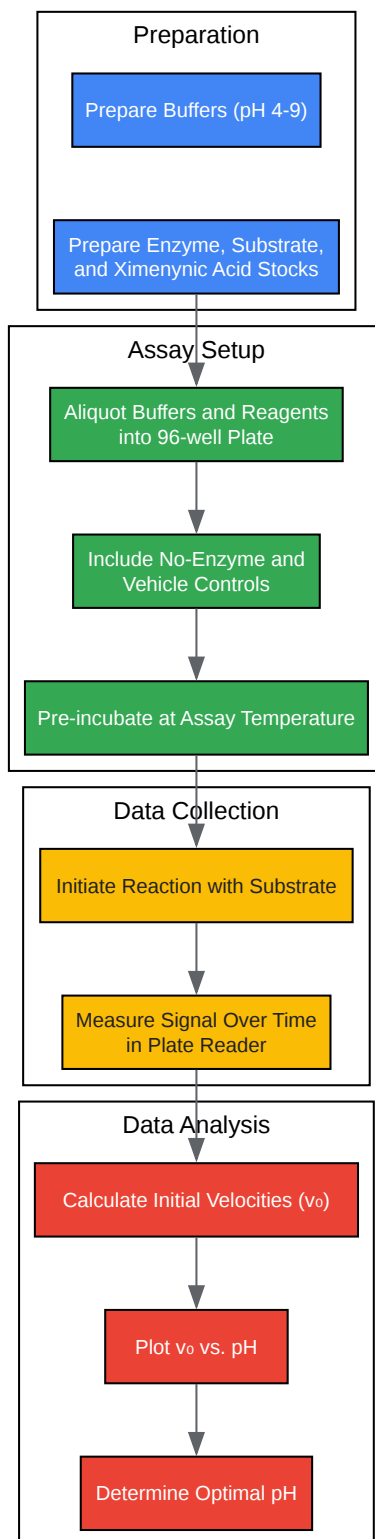 Preparation
Prepare Buffers (pH 4-9)
Prepare Enzyme, Substrate,
and Ximenynic Acid Stocks
Assay Setup
Aliquot Buffers and Reagents
into 96-well Plate
Include No-Enzyme and
Vehicle Controls
Pre-incubate at Assay Temperature
Data Collection
Initiate Reaction with Substrate
Measure Signal Over Time
in Plate Reader
Data Analysis
Calculate Initial Velocities (v₀)
Plot v₀ vs. pH
Determine Optimal pH